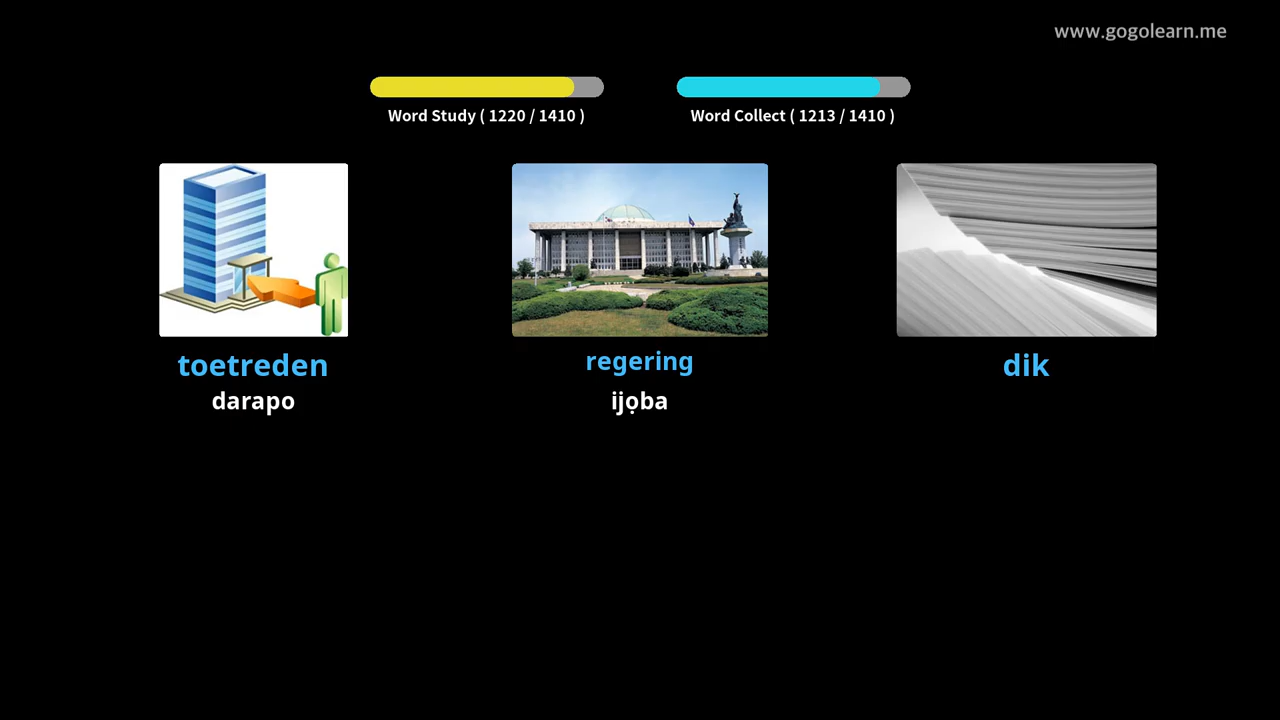 www.gogolearn.me
Word Study ( 1220 / 1410 )
Word Collect ( 1213 / 1410 )
toetreden
darapo
regering
ijọba
dik